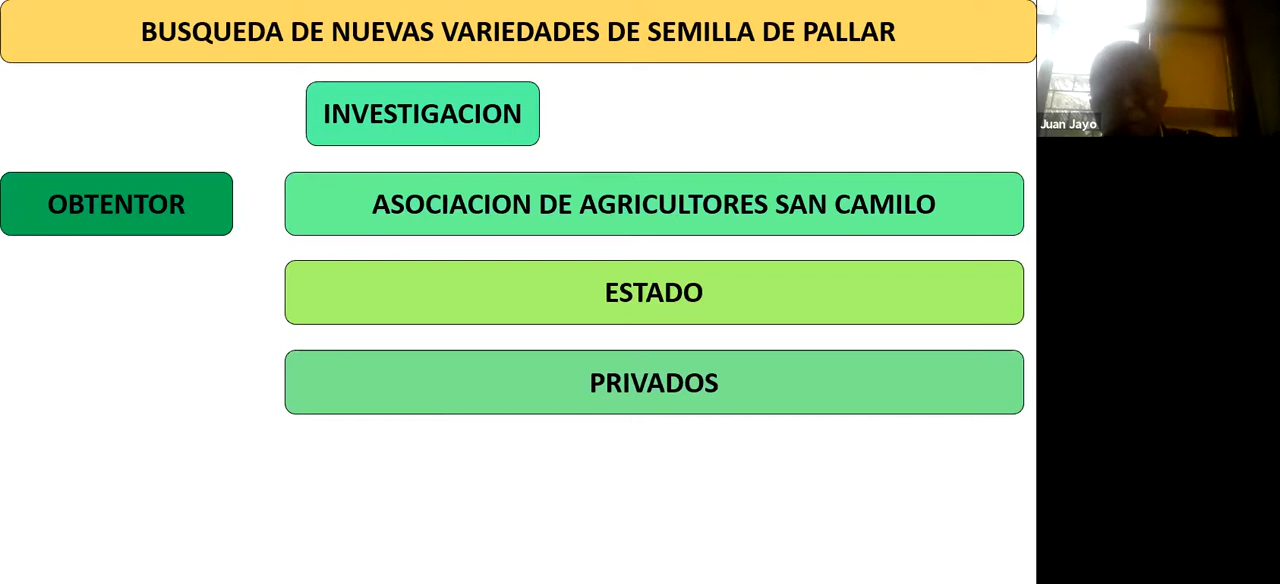 BUSQUEDA DE NUEVAS VARIEDADES DE SEMILLA DE PALLAR
INVESTIGACION
OBTENTOR
ASOCIACION DE AGRICULTORES SAN CAMILO
ESTADO
PRIVADOS
Juan Jayo